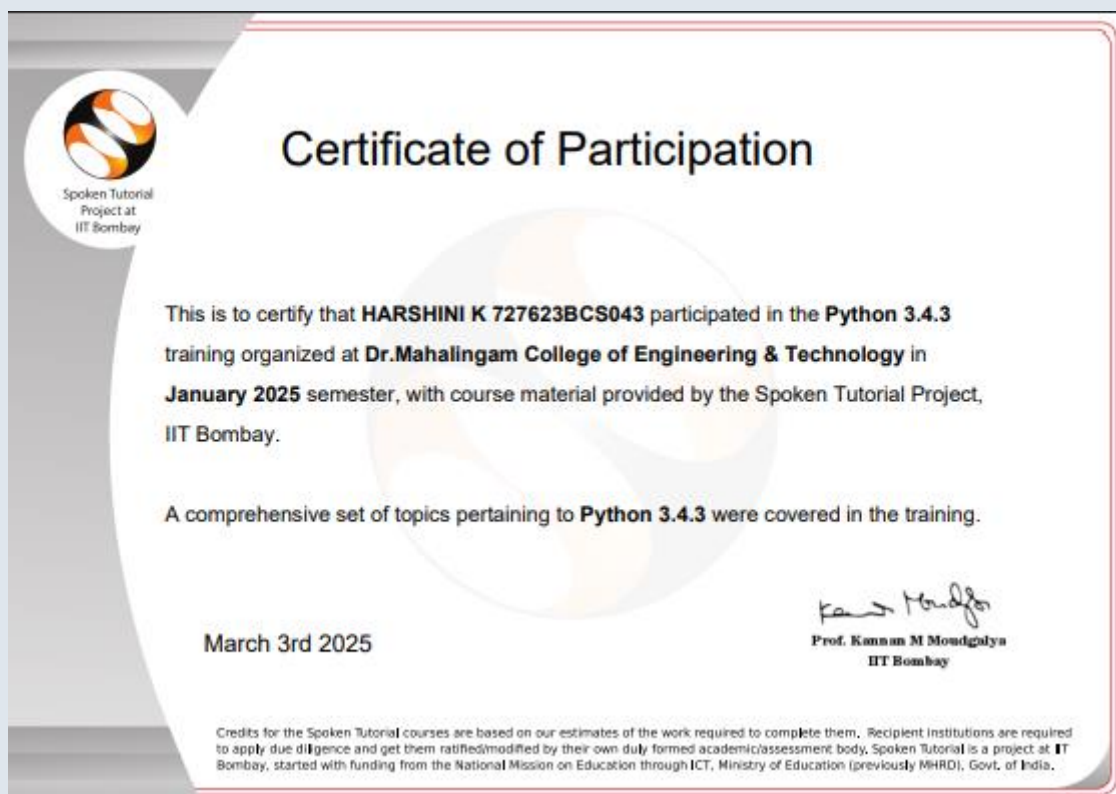 Spoken Tutorial
Project at
IIT Bombay
Certificate of Participation
This is to certify that HARSHINI K 727623BCS043 participated in the Python 3.4.3
training organized at Dr.Mahalingam College of Engineering & Technology in
January 2025 semester, with course material provided by the Spoken Tutorial Project,
IIT Bombay.
A comprehensive set of topics pertaining to Python 3.4.3 were covered in the training.
March 3rd 2025
Prof. Kannan M Moudgalya
IIT Bombay
Credits for the Spoken Tutorial courses are based on our estimates of the work required to complete them. Recipient institutions are required
to apply due diligence and get them ratified/modified by their own duly formed academic/assessment body. Spoken Tutorial is a project at IIT
Bombay, started with funding from the National Mission on Education through ICT, Ministry of Education (previously MHRD), Govt. of India.